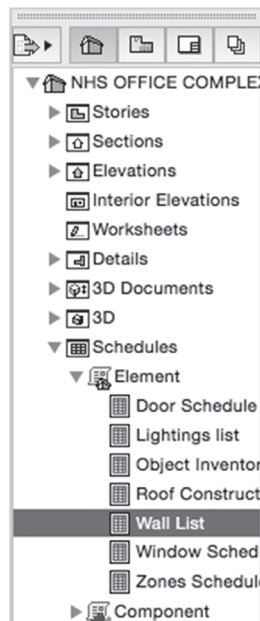 NHS OFFICE COMPLE
Stories
Sections
Elevations
Interior Elevations
Worksheets
Details
3D Documents
3D
Schedules
Element
Door Schedule
Lightings list
Object Inventor
Roof Construct
Wall List
Window Sched
Zones Schedul
Component